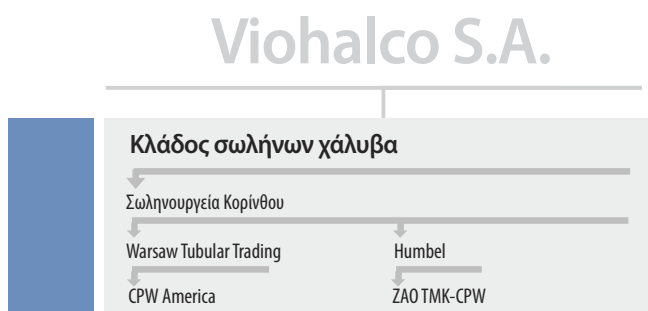 Viohalco S.A.
Κλάδος σωλήνων χάλυβα
Σωληνουργεία Κορίνθου
Warsaw Tubular Trading Humbel
CPW America ZAO TMK-CPW